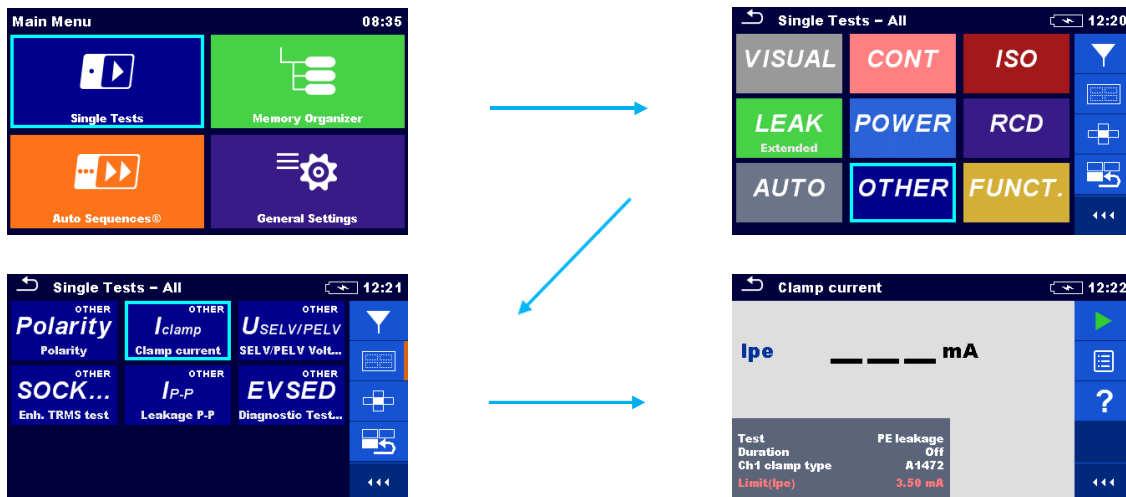 Main Menu 08:35
Single Tests
Memory Organizer
Auto Sequences®
General Settings
Single Tests – All 12:20
VISUAL CONT ISO
LEAK POWER RCD
Extended
AUTO OTHER FUNCT.
Single Tests – All 12:21
OTHER OTHER OTHER
Polarity Iclamp USELV/PELV
Polarity Clamp current SELV/PELV Volt...
OTHER OTHER OTHER
SOCK... IP-P EVSED
Enh. TRMS test Leakage P-P Diagnostic Test...
Clamp current 12:22
Ipe _ _ _ mA
?
Test PE leakage
Duration Off
Ch1 clamp type A1472
Limit(Ipe) 3.50 mA